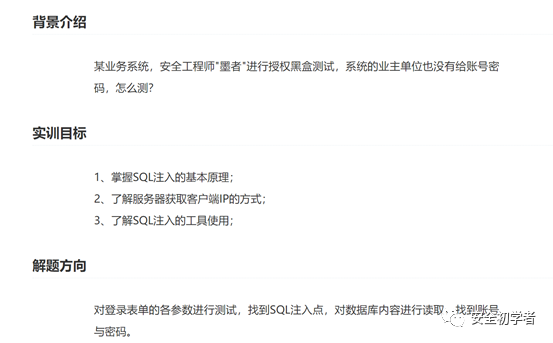 背景介绍
某业务系统，安全工程师"墨者"进行授权黑盒测试，系统的业主单位也没有给账号密
码，怎么测？
实训目标
1、掌握SQL注入的基本原理；
2、了解服务器获取客户端IP的方式；
3、了解SQL注入的工具使用；
解题方向
对登录表单的各参数进行测试，找到SQL注入点，对数据库内容进行读取，找到账号
与密码。
安全初学者